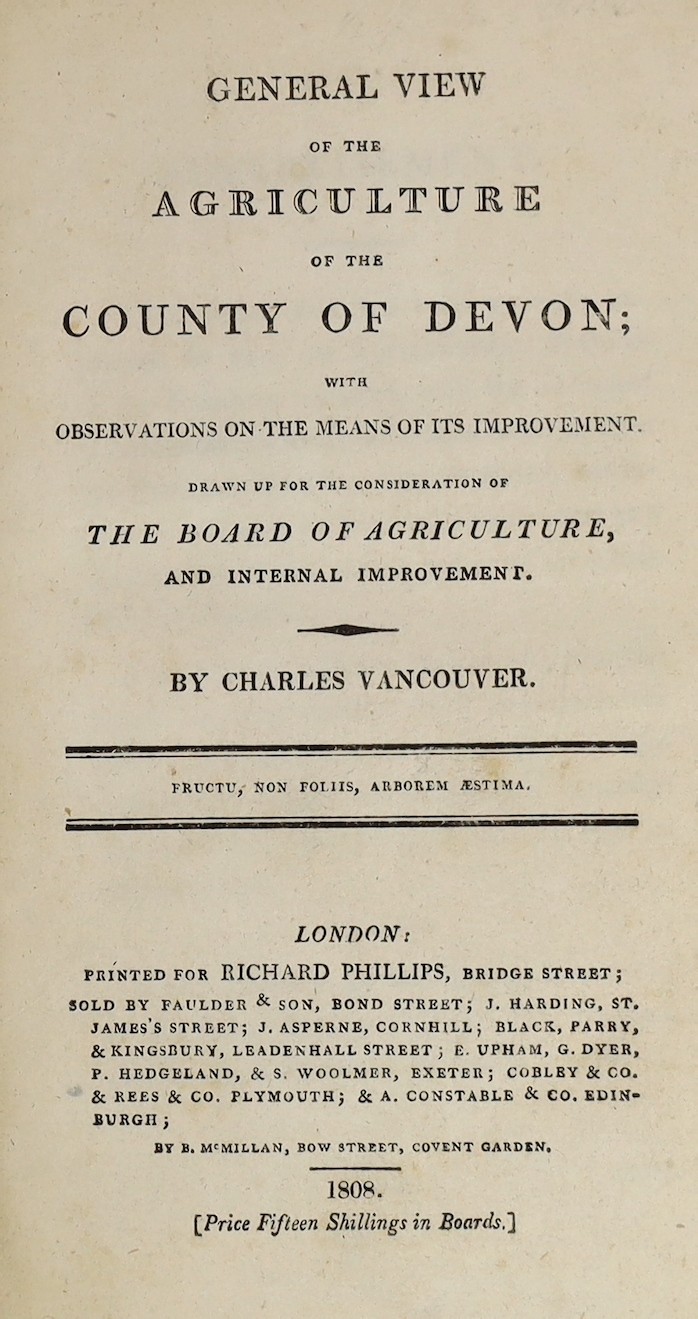 GENERAL VIEW
OF THE
AGRICULTURE
OF THE
COUNTY OF DEVON;
WITH
OBSERVATIONS ON THE MEANS OF ITS IMPROVEMENT.
DRAWN UP FOR THE CONSIDERATION OF
THE BOARD OF AGRICULTURE,
AND INTERNAL IMPROVEMENT.
BY CHARLES VANCOUVER.
FRUCTU, NON FOLIIS, ARBOREM ÆSTIMA.
LONDON:
PRINTED FOR RICHARD PHILLIPS, BRIDGE STREET;
SOLD BY FAULDER & SON, BOND STREET; J. HARDING, ST.
JAMES'S STREET; J. ASPERNE, CORNHILL; BLACK, PARRY,
& KINGSBURY, LEADENHALL STREET; E. UPHAM, G. DYER,
P. HEDGELAND, & S. WOOLMER, EXETER; COBLEY & CO.
& REES & CO. PLYMOUTH; & A. CONSTABLE & CO. EDIN-
BURGH;
BY B. McMILLAN, BOW STREET, COVENT GARDEN.
1808.
[Price Fifteen Shillings in Boards.]